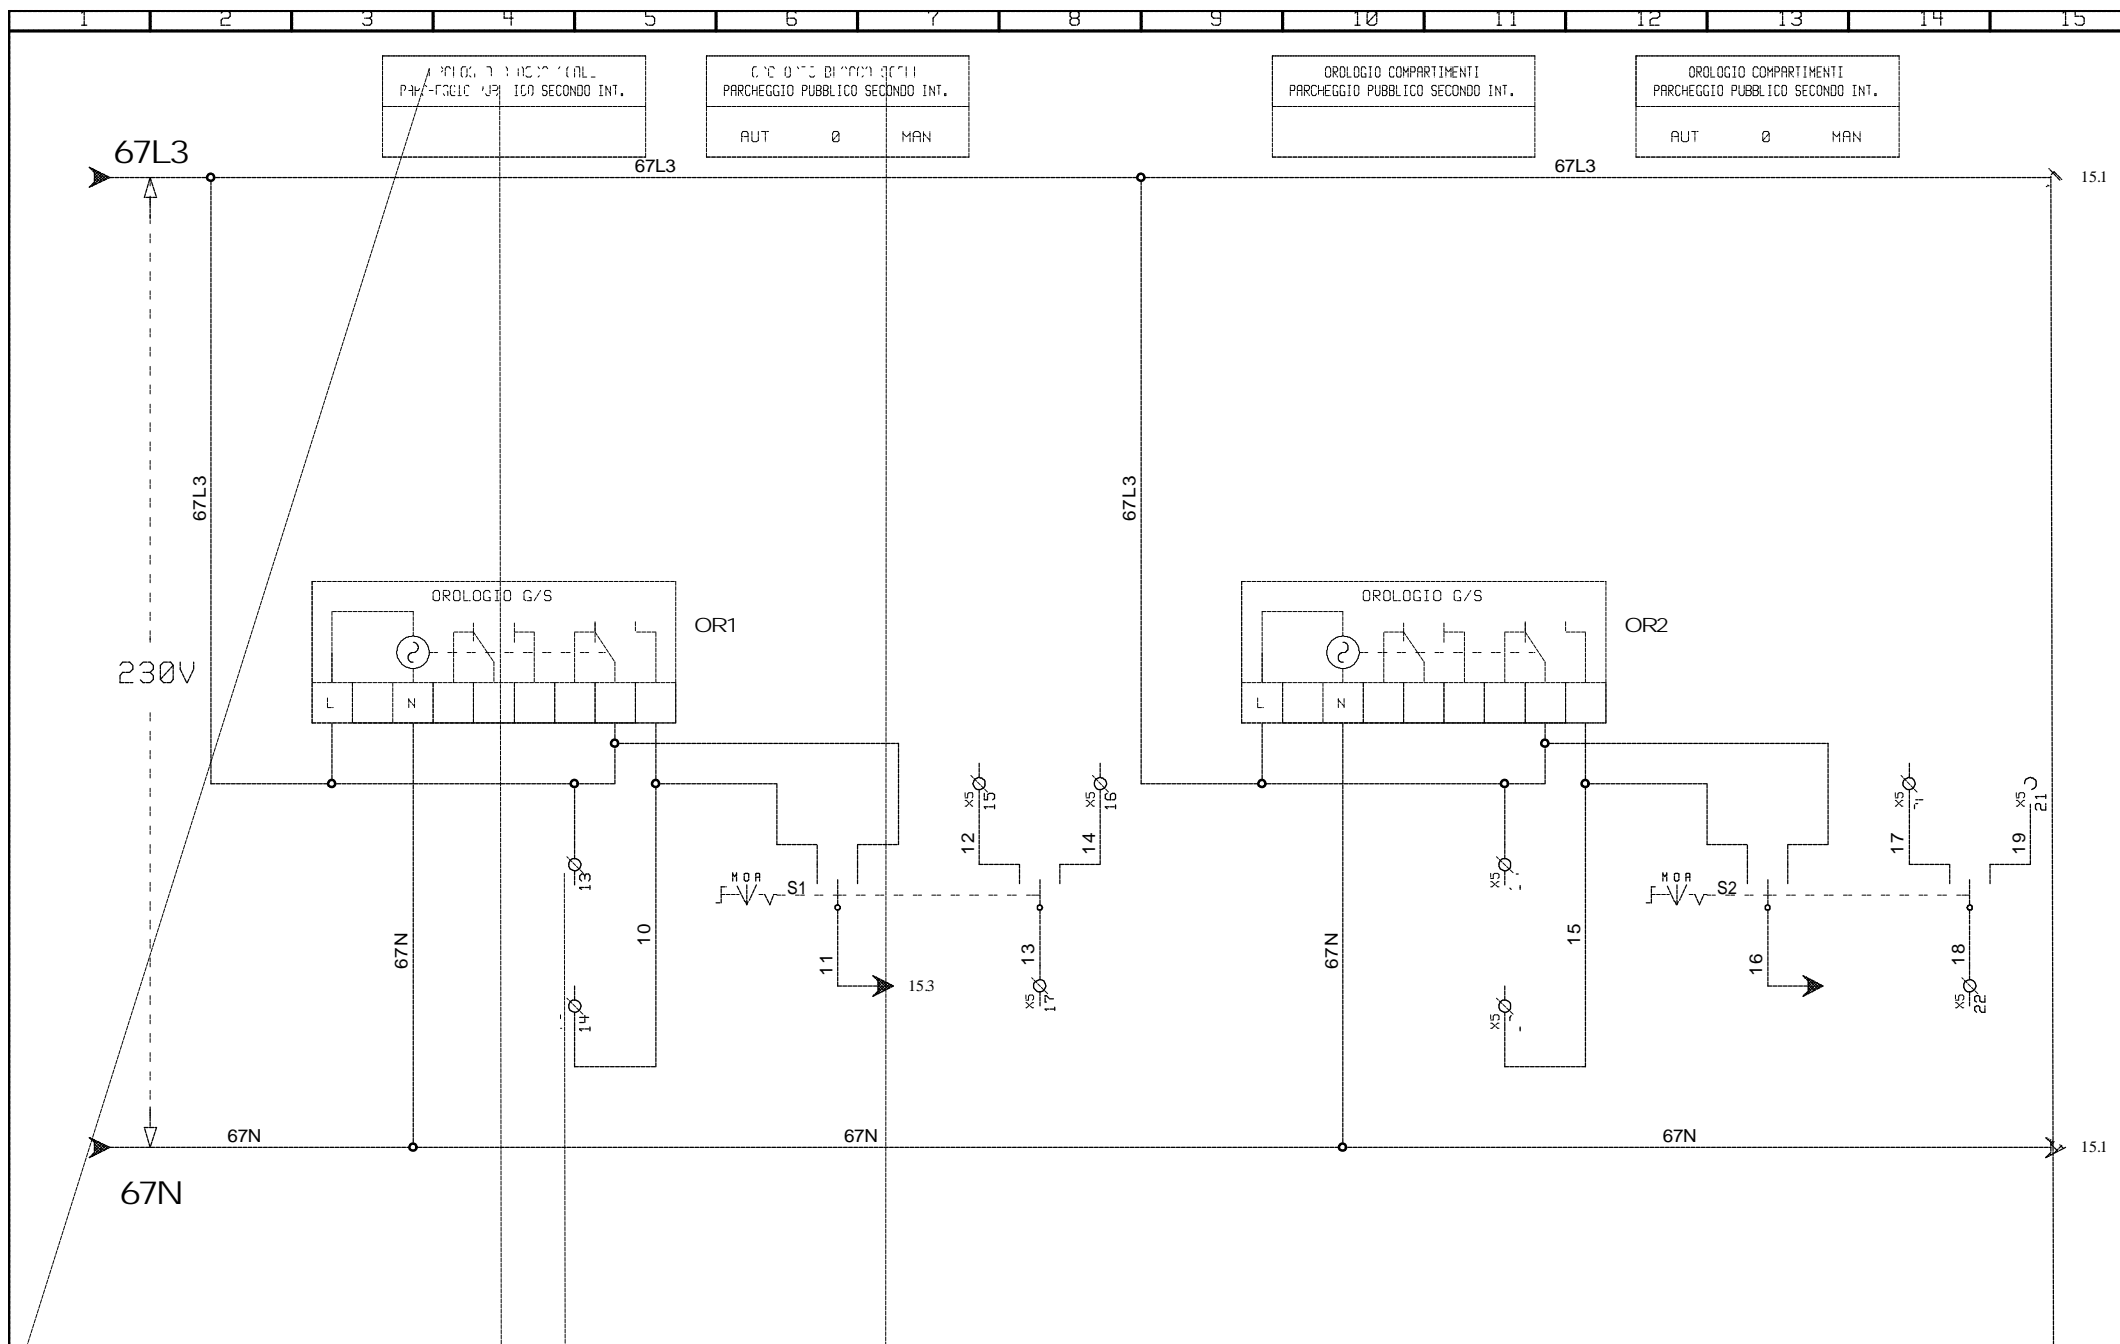 1 2 3 4 5 6 7 8 9 10 11 12 13 14 15
SECONDO INT.
PARCHEGGIO PUBBLICO SECONDO INT.
AUT 0 MAN
OROLOGIO COMPARTIMENTI
PARCHEGGIO PUBBLICO SECONDO INT.
OROLOGIO COMPARTIMENTI
PARCHEGGIO PUBBLICO SECONDO INT.
AUT 0 MAN
67L3
67L3
67L3
15.1
67L3
67L3
230V
OROLOGIO G/S
OR1
L N
OROLOGIO G/S
OR2
L N
X5 15
X5 16
X5
X5 21
12
14
17
19
13
X5
M O A
S1
M O A
S2
67N
10
11
15.3
13
X5 17
67N
15
16
18
X5 22
14
X5
67N
67N
67N
15.1
67N